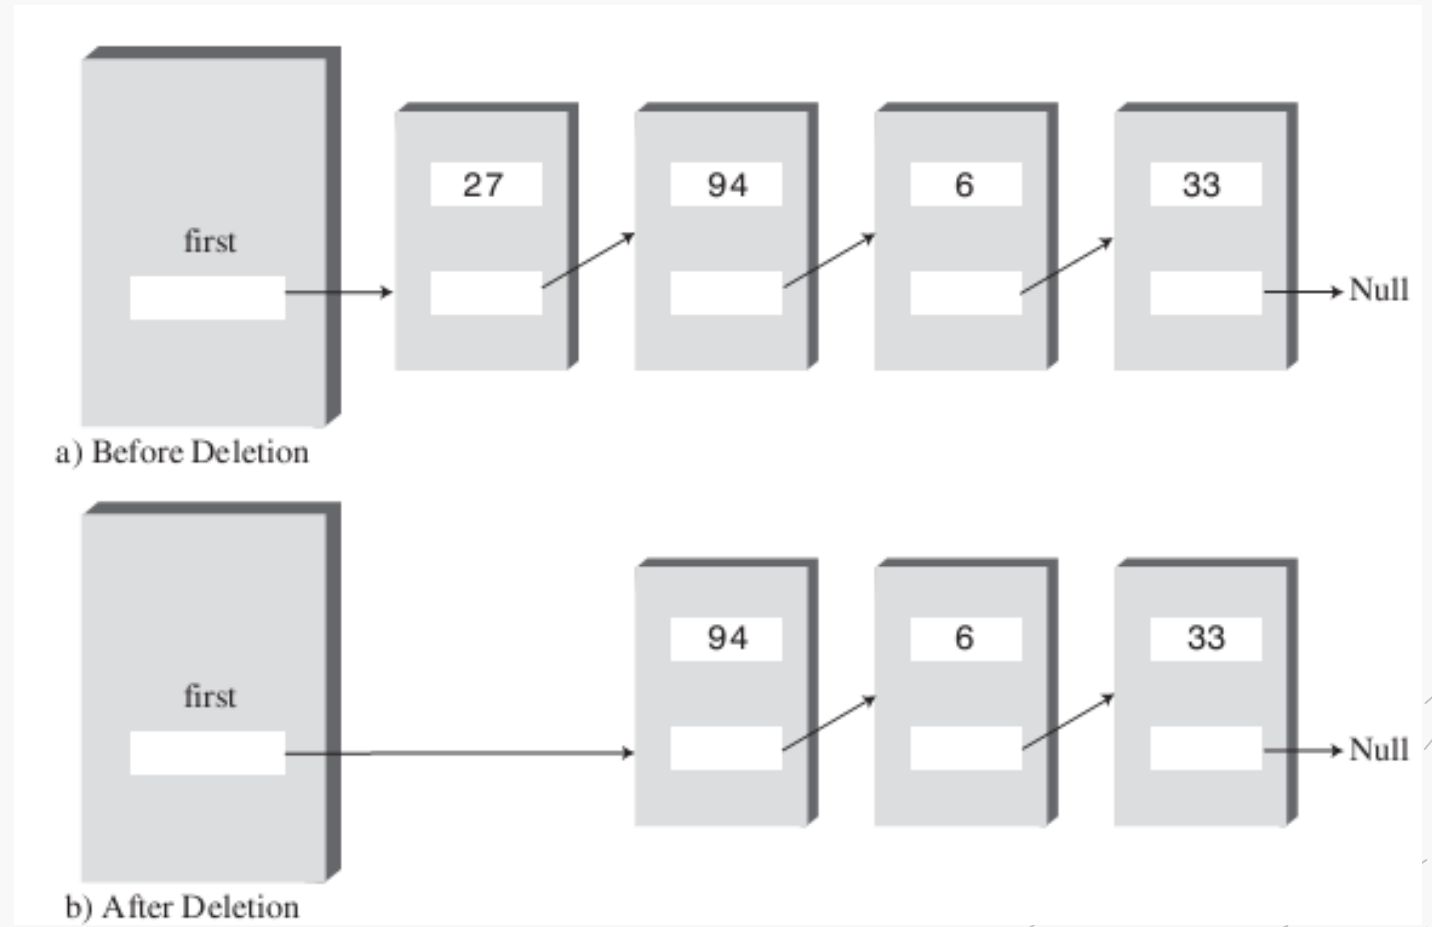 27 94 6 33
first
Null
a) Before Deletion
94 6 33
first
Null
b) After Deletion